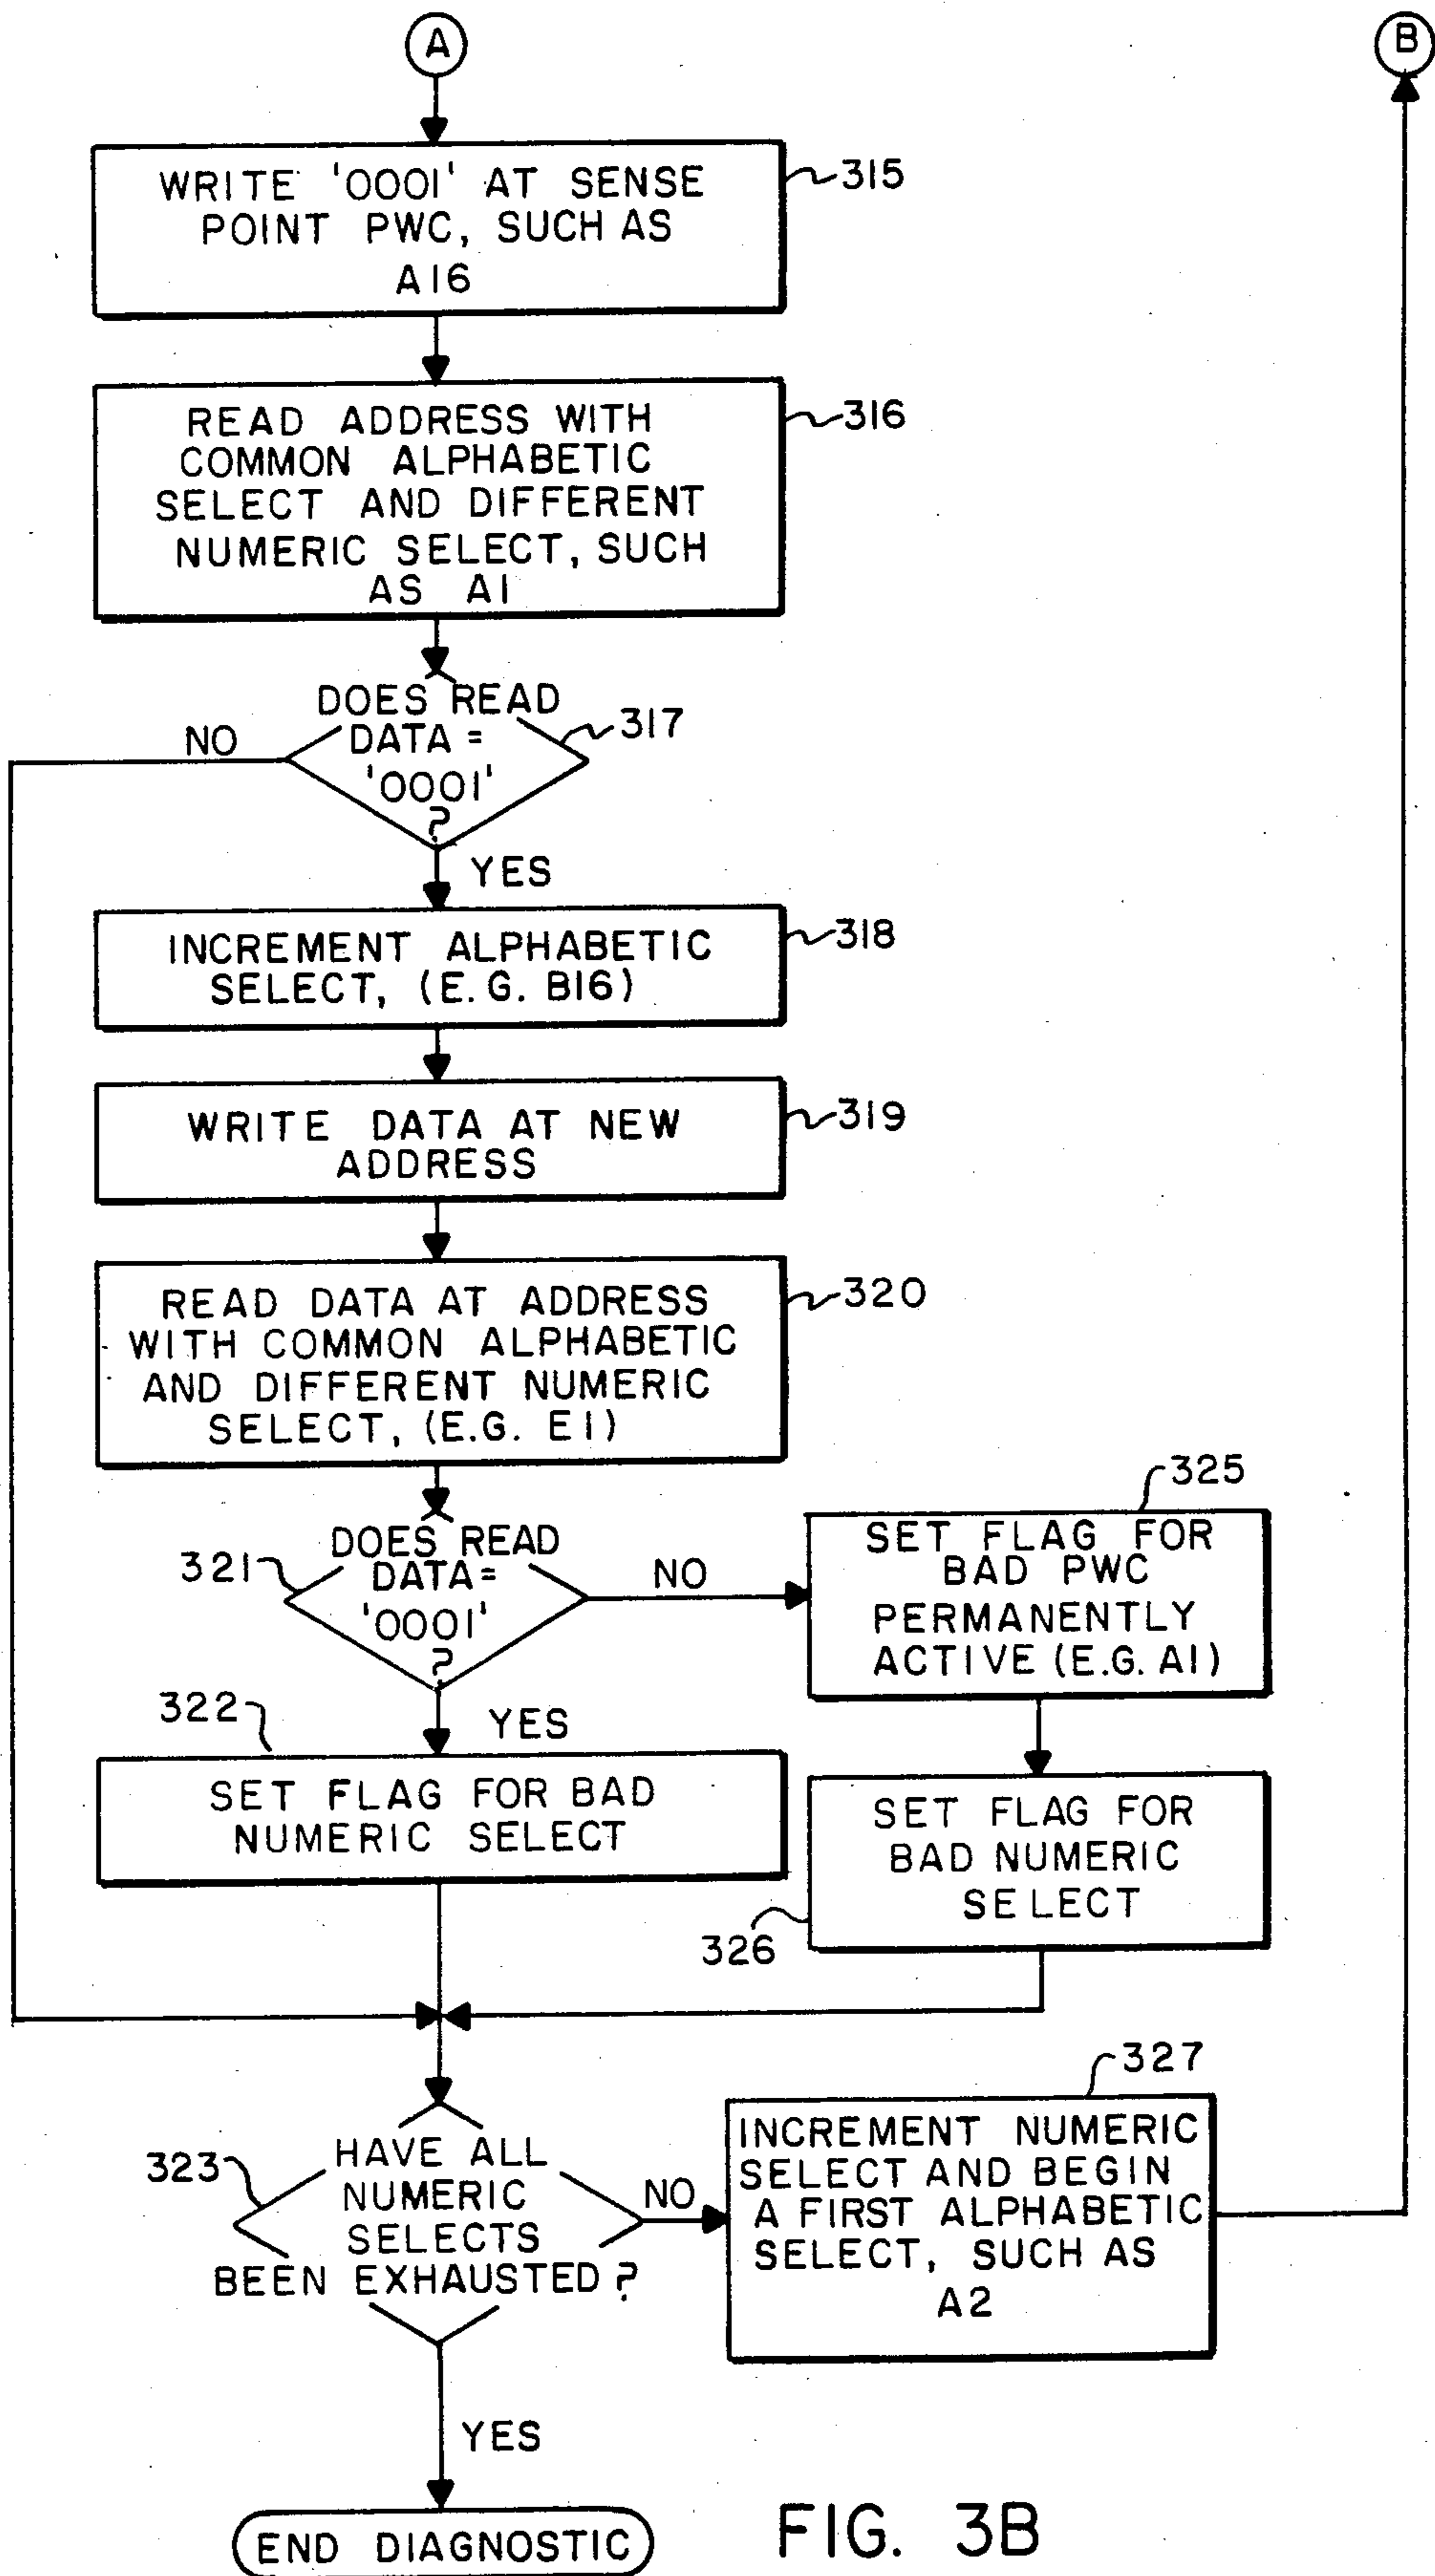 A
B
WRITE '0001' AT SENSE
POINT PWC, SUCH AS
A16
315
READ ADDRESS WITH
COMMON ALPHABETIC
SELECT AND DIFFERENT
NUMERIC SELECT, SUCH
AS A1
316
DOES READ
DATA =
'0001'
?
317
NO
YES
INCREMENT ALPHABETIC
SELECT, (E.G. B16)
318
WRITE DATA AT NEW
ADDRESS
319
READ DATA AT ADDRESS
WITH COMMON ALPHABETIC
AND DIFFERENT NUMERIC
SELECT, (E.G. E1)
320
321
DOES READ
DATA =
'0001'
?
NO
YES
325
SET FLAG FOR
BAD PWC
PERMANENTLY
ACTIVE (E.G. A1)
322
SET FLAG FOR BAD
NUMERIC SELECT
SET FLAG FOR
BAD NUMERIC
SELECT
326
323
HAVE ALL
NUMERIC
SELECTS
BEEN EXHAUSTED?
NO
YES
327
INCREMENT NUMERIC
SELECT AND BEGIN
A FIRST ALPHABETIC
SELECT, SUCH AS
A2
END DIAGNOSTIC
FIG. 3B